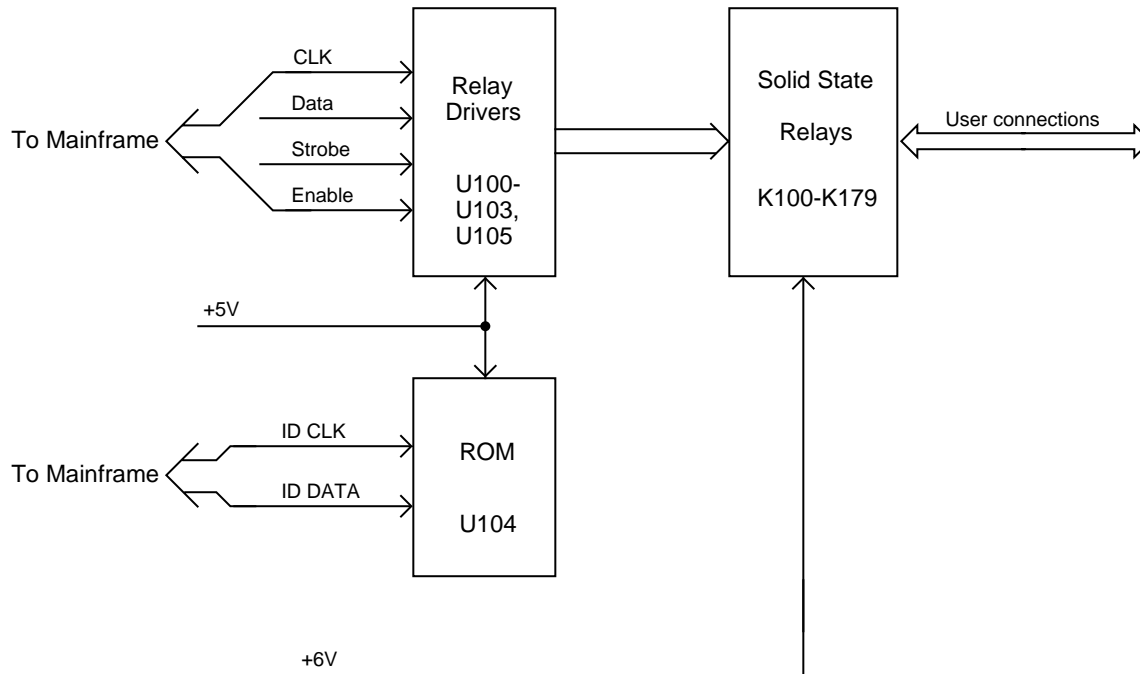 To Mainframe
CLK
Data
Strobe
Enable
Relay
Drivers
U100-
U103,
U105
Solid State
Relays
K100-K179
User connections
+5V
To Mainframe
ID CLK
ID DATA
ROM
U104
+6V